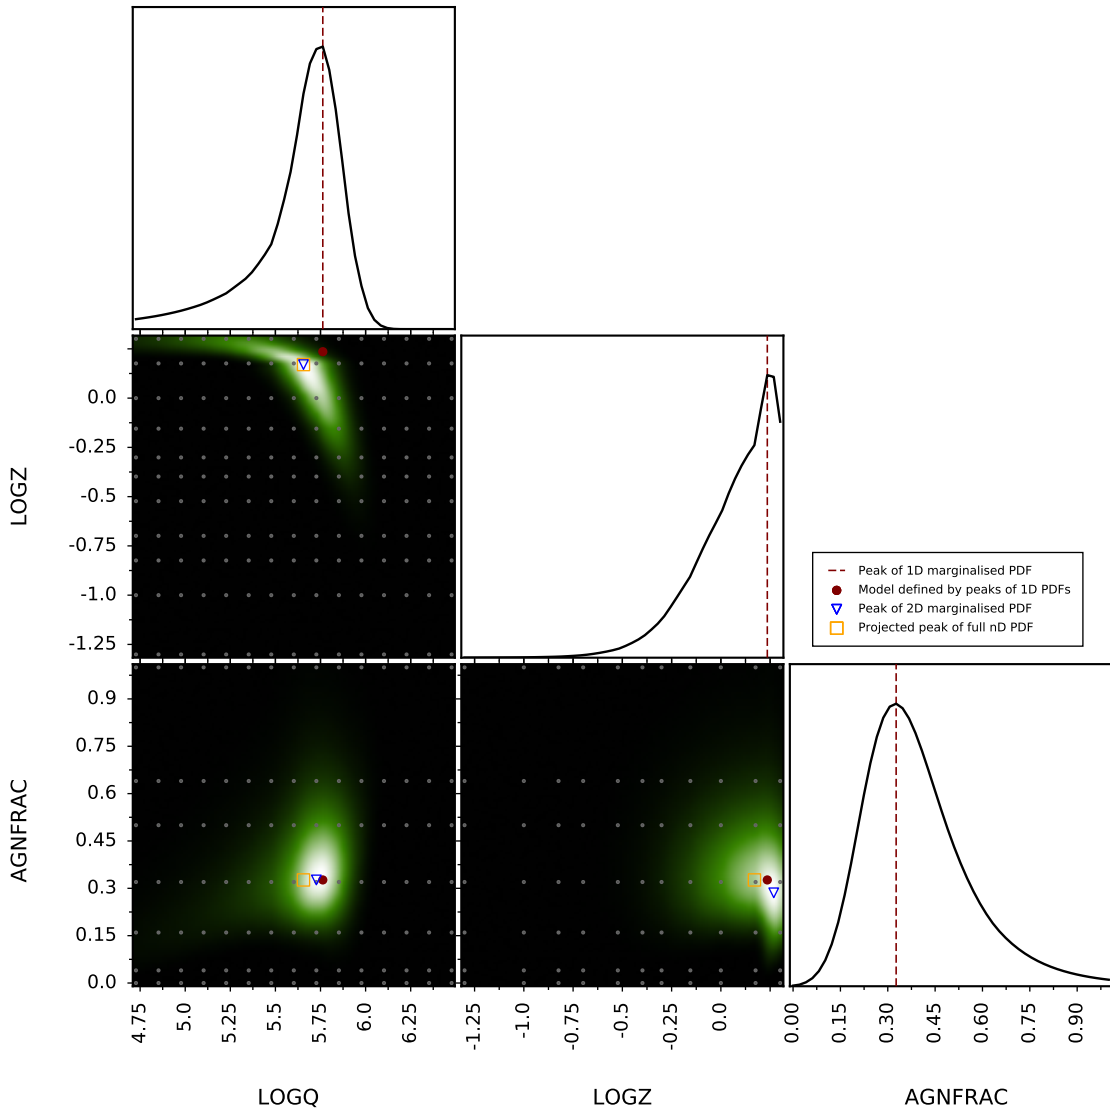 LOGZ
0.0
-0.25
-0.5
-0.75
-1.0
-1.25
Peak of 1D marginalised PDF
Model defined by peaks of 1D PDFs
Peak of 2D marginalised PDF
Projected peak of full nD PDF
AGNFRAC
0.9
0.75
0.6
0.45
0.3
0.15
0.0
4.75 5.0 5.25 5.5 5.75 6.0 6.25
-1.25 -1.0 -0.75 -0.5 -0.25 0.0
0.00 0.15 0.30 0.45 0.60 0.75 0.90
LOGQ LOGZ AGNFRAC